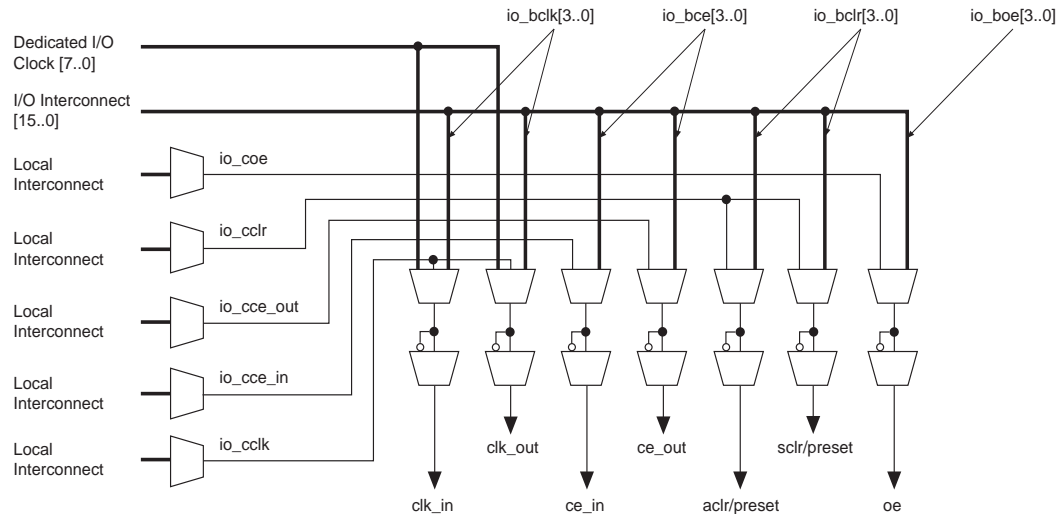 io_bclk[3..0]
io_bce[3..0]
io_bclr[3..0]
io_boe[3..0]
Dedicated I/O
Clock [7..0]
I/O Interconnect
[15..0]
Local
Interconnect
io_coe
Local
Interconnect
io_cclr
Local
Interconnect
io_cce_out
Local
Interconnect
io_cce_in
Local
Interconnect
io_cclk
clk_out
ce_out
sclr/preset
clk_in
ce_in
aclr/preset
oe